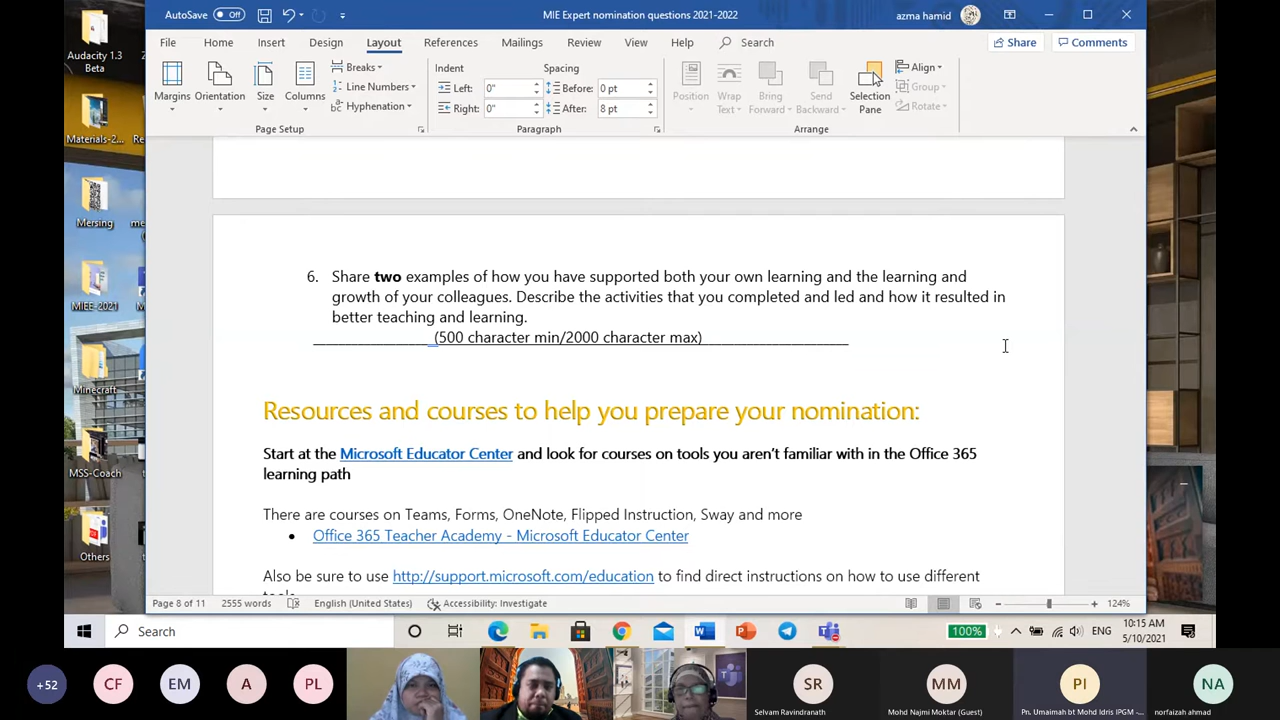 AutoSave Off
MIE Expert nomination questions 2021-2022
azma hamid
File Home Insert Design Layout References Mailings Review View Help Search
Share Comments
Margins
Orientation
Size
Columns
Breaks
Line Numbers
Hyphenation
Page Setup
Indent
Left: 0"
Right: 0"
Spacing
Before: 0 pt
After: 8 pt
Paragraph
Position
Wrap
Text
Bring
Forward
Send
Backward
Selection
Pane
Align
Group
Rotate
Arrange
Audacity 1.3
Beta
Materials-2...
Mersing
MIEE-2021
Minecraft
MSS-Coach
Others
6. Share two examples of how you have supported both your own learning and the learning and
growth of your colleagues. Describe the activities that you completed and led and how it resulted in
better teaching and learning.
(500 character min/2000 character max)
Resources and courses to help you prepare your nomination:
Start at the Microsoft Educator Center and look for courses on tools you aren't familiar with in the Office 365
learning path
There are courses on Teams, Forms, OneNote, Flipped Instruction, Sway and more
• Office 365 Teacher Academy - Microsoft Educator Center
Also be sure to use http://support.microsoft.com/education to find direct instructions on how to use different
Page 8 of 11 2555 words English (United States) Accessibility: Investigate
124%
Search
100%
ENG
10:15 AM
5/10/2021
+52
CF
EM
A
PL
SR
Selvam Ravindranath
MM
Mohd Najmi Moktar (Guest)
PI
Pn. Umaimah bt Mohd Idris IPGM -...
NA
norfaizah ahmad